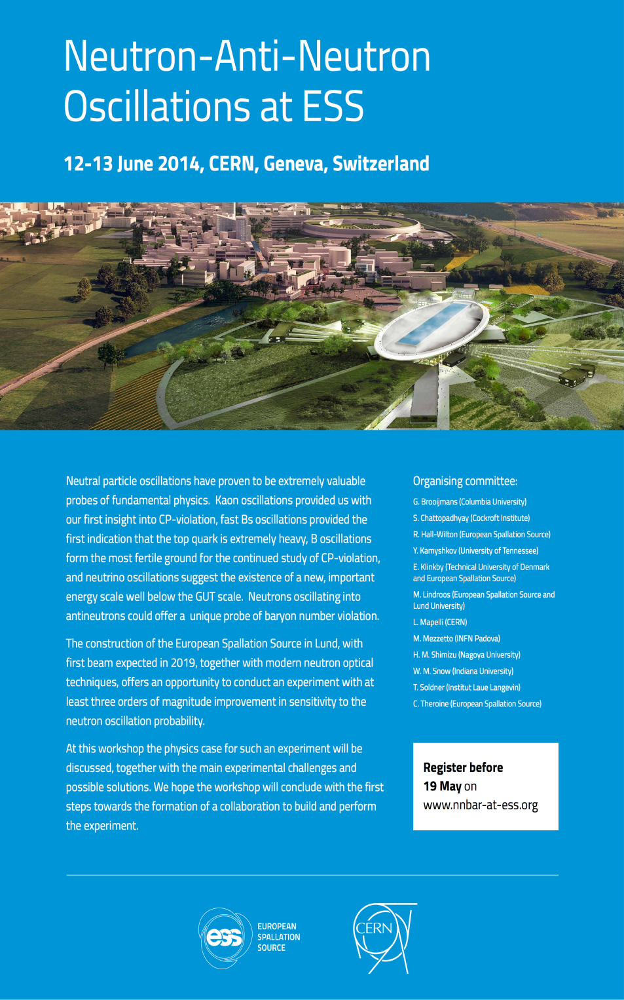 Neutron-Anti-Neutron
Oscillations at ESS
12-13 June 2014, CERN, Geneva, Switzerland
Neutral particle oscillations have proven to be extremely valuable
probes of fundamental physics.  Kaon oscillations provided us with
our first insight into CP-violation, fast Bs oscillations provided the
first indication that the top quark is extremely heavy, B oscillations
form the most fertile ground for the continued study of CP-violation,
and neutrino oscillations suggest the existence of a new, important
energy scale well below the GUT scale.  Neutrons oscillating into
antineutrons could offer a  unique probe of baryon number violation.
The construction of the European Spallation Source in Lund, with
first beam expected in 2019, together with modern neutron optical
techniques, offers an opportunity to conduct an experiment with at
least three orders of magnitude improvement in sensitivity to the
neutron oscillation probability.
At this workshop the physics case for such an experiment will be
discussed, together with the main experimental challenges and
possible solutions. We hope the workshop will conclude with the first
steps towards the formation of a collaboration to build and perform
the experiment.
Organising committee:
G. Brooijmans (Columbia University)
S. Chattopadhyay (Cockroft Institute)
R. Hall-Wilton (European Spallation Source)
Y. Kamyshkov (University of Tennessee)
E. Klinkby (Technical University of Denmark
and European Spallation Source)
M. Lindroos (European Spallation Source and
Lund University)
L. Mapelli (CERN)
M. Mezzetto (INFN Padova)
H. M. Shimizu (Nagoya University)
W. M. Snow (Indiana University)
T. Soldner (Institut Laue Langevin)
C. Theroine (European Spallation Source)
Register before
19 May on
www.nnbar-at-ess.org
ess
EUROPEAN
SPALLATION
SOURCE
CERN